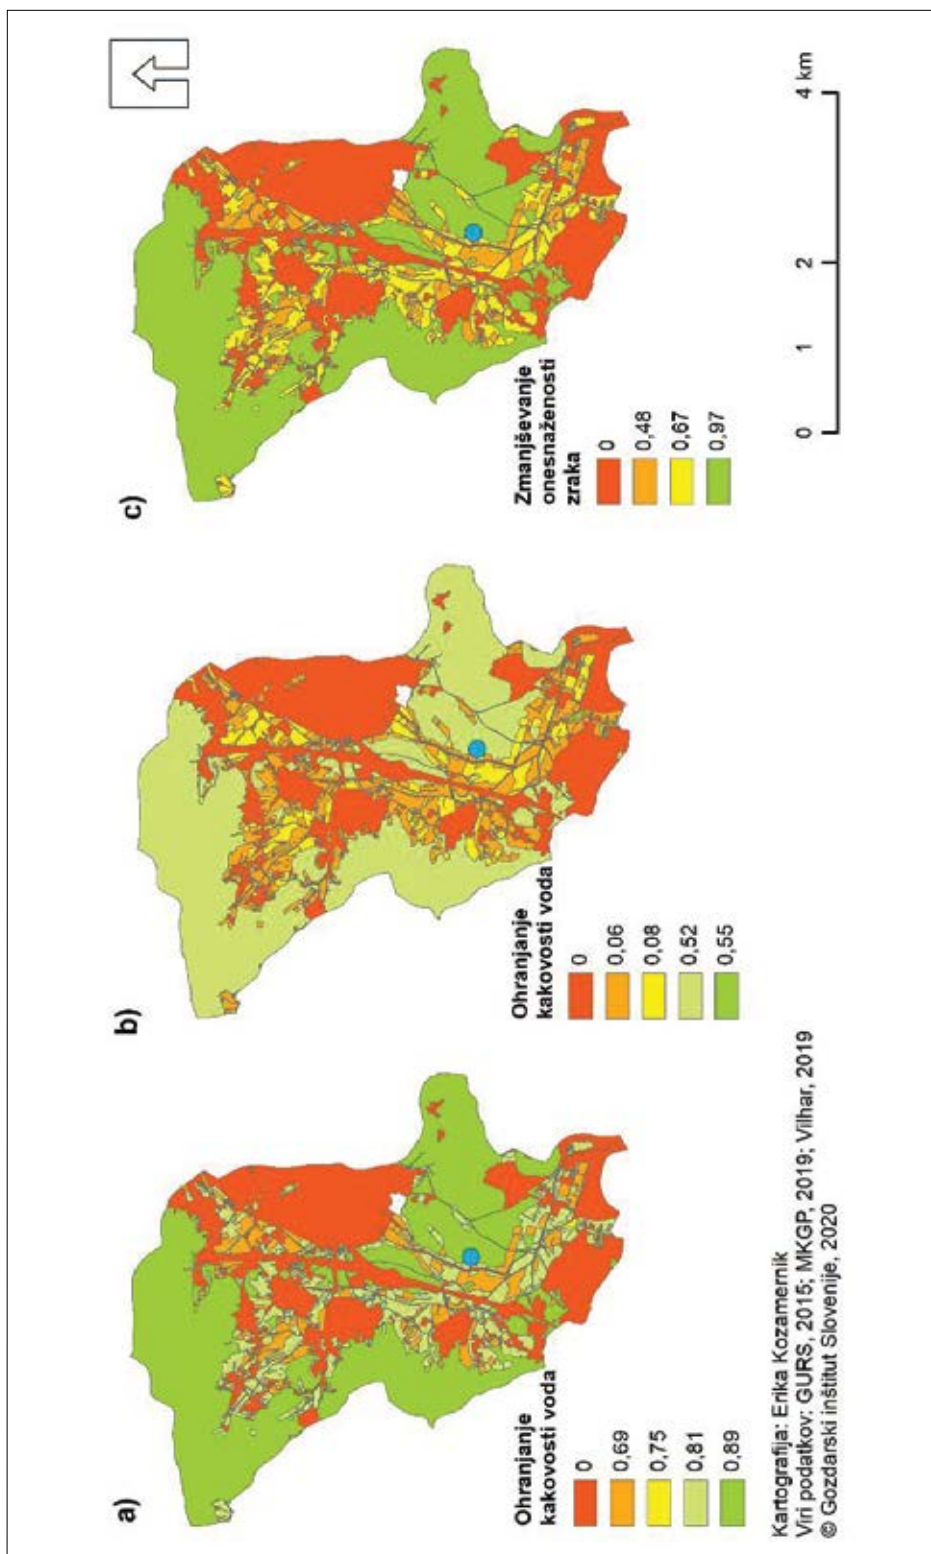 a)
Ohranjanje
kakovosti voda
0
0,69
0,75
0,81
0,89
b)
Ohranjanje
kakovosti voda
0
0,06
0,08
0,52
0,55
c)
Zmanjševanje
onesnaženosti
zraka
0
0,48
0,67
0,97
Kartografija: Erika Kozamernik
Viri podatkov: GURS, 2015; MKGP, 2019; Vilhar, 2019
© Gozdarski inštitut Slovenije, 2020
0 1 2 4 km